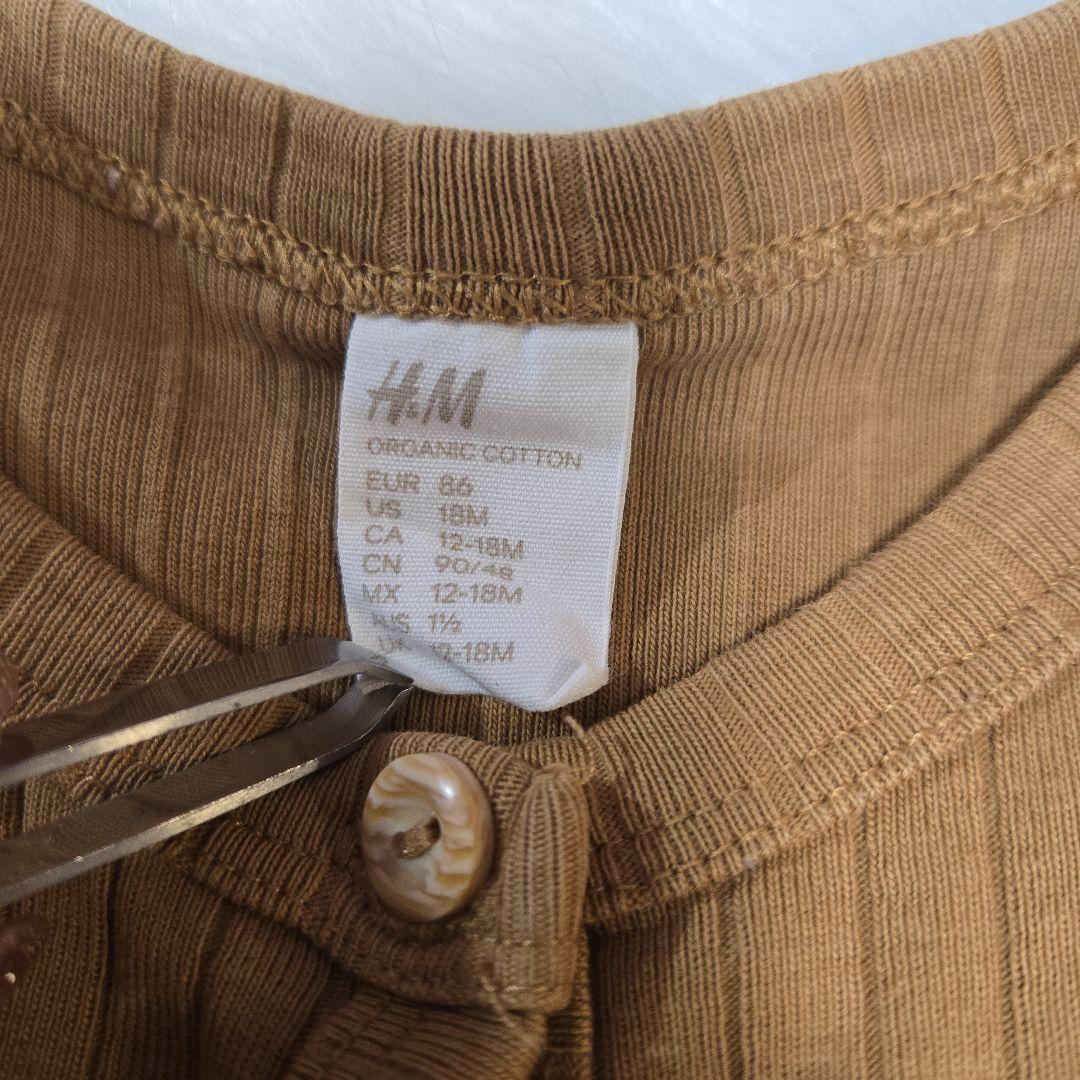 H&M
ORGANIC COTTON
EUR 86
US 18M
CA 12-18M
CN 90/48
MX 12-18M
1½
-18M